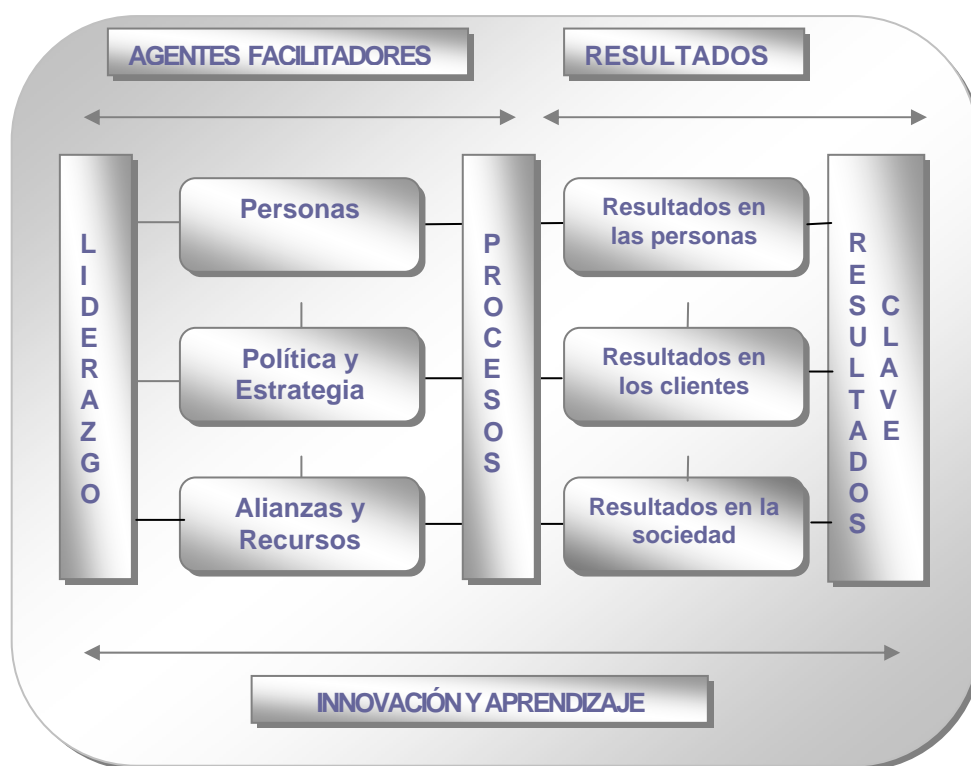 AGENTES FACILITADORES
RESULTADOS
LIDERAZGO
Personas
Política y
Estrategia
Alianzas y
Recursos
PROCESOS
Resultados en
las personas
Resultados en
los clientes
Resultados en la
sociedad
RESULTADOS
CLAVE
INNOVACIÓN Y APRENDIZAJE